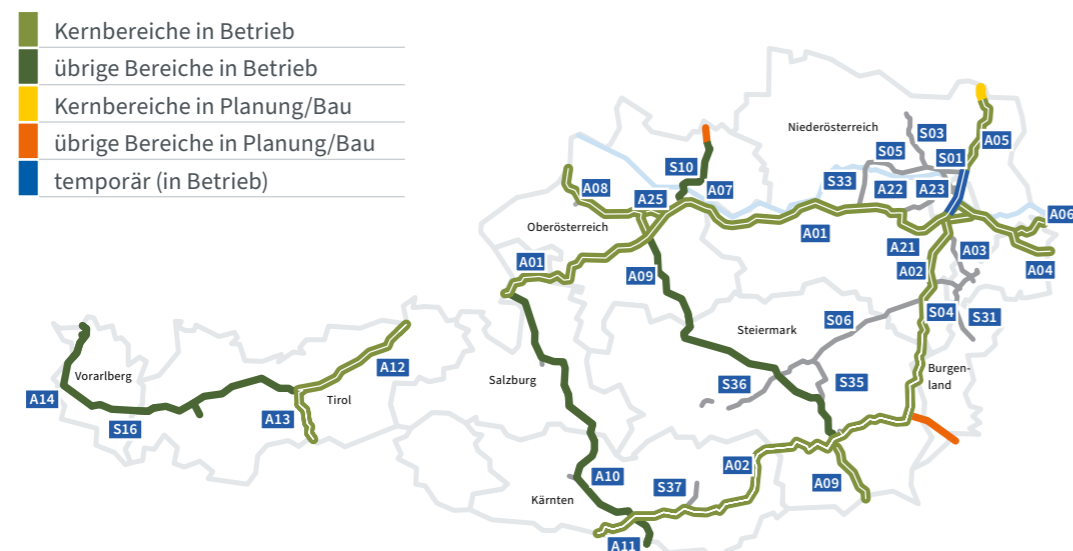 Kernbereiche in Betrieb
übrige Bereiche in Betrieb
Kernbereiche in Planung/Bau
übrige Bereiche in Planung/Bau
temporär (in Betrieb)
Niederösterreich
S03
S05
S01
A05
S10
A08
A07
S33
A22
A23
A25
A06
Oberösterreich
A01
A21
A03
A01
A09
A02
A04
S04
S06
S31
Steiermark
A12
Vorarlberg
Salzburg
S36
S35
Burgen-
land
A14
Tirol
A13
S16
A02
A10
S37
A09
Kärnten
A11